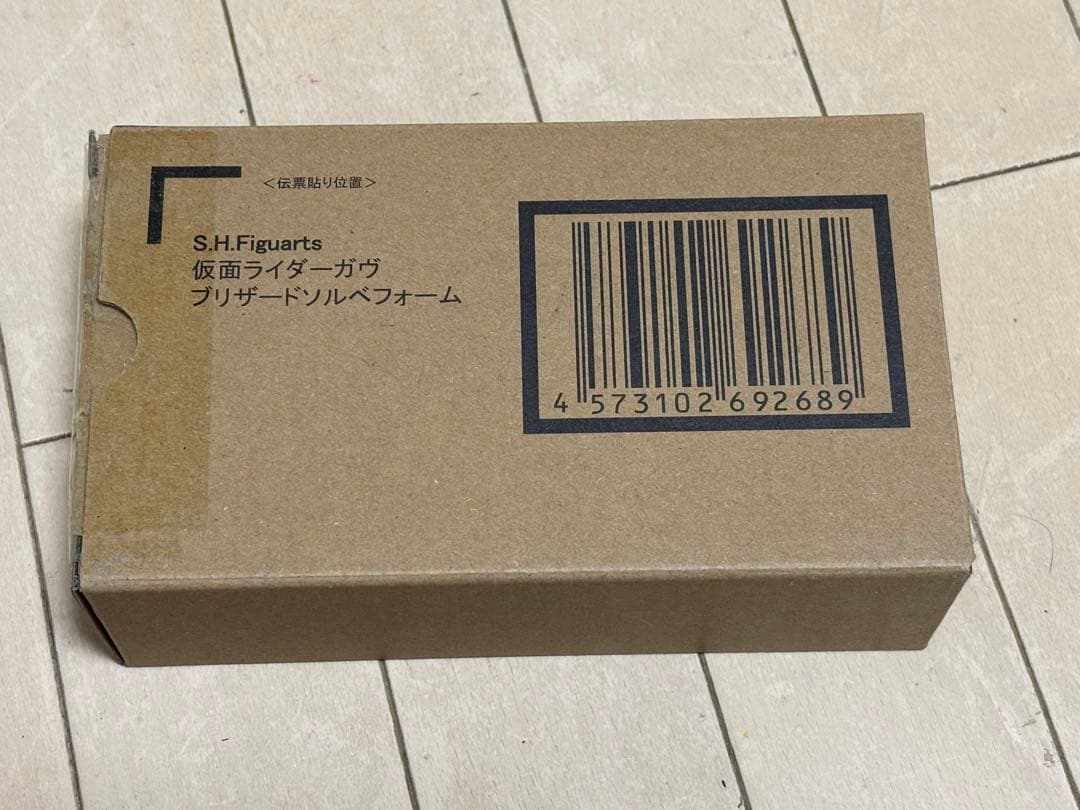 ＜伝票貼り位置＞
S.H.Figuarts
仮面ライダーガヴ
ブリザードソルベフォーム
4 573102 692689